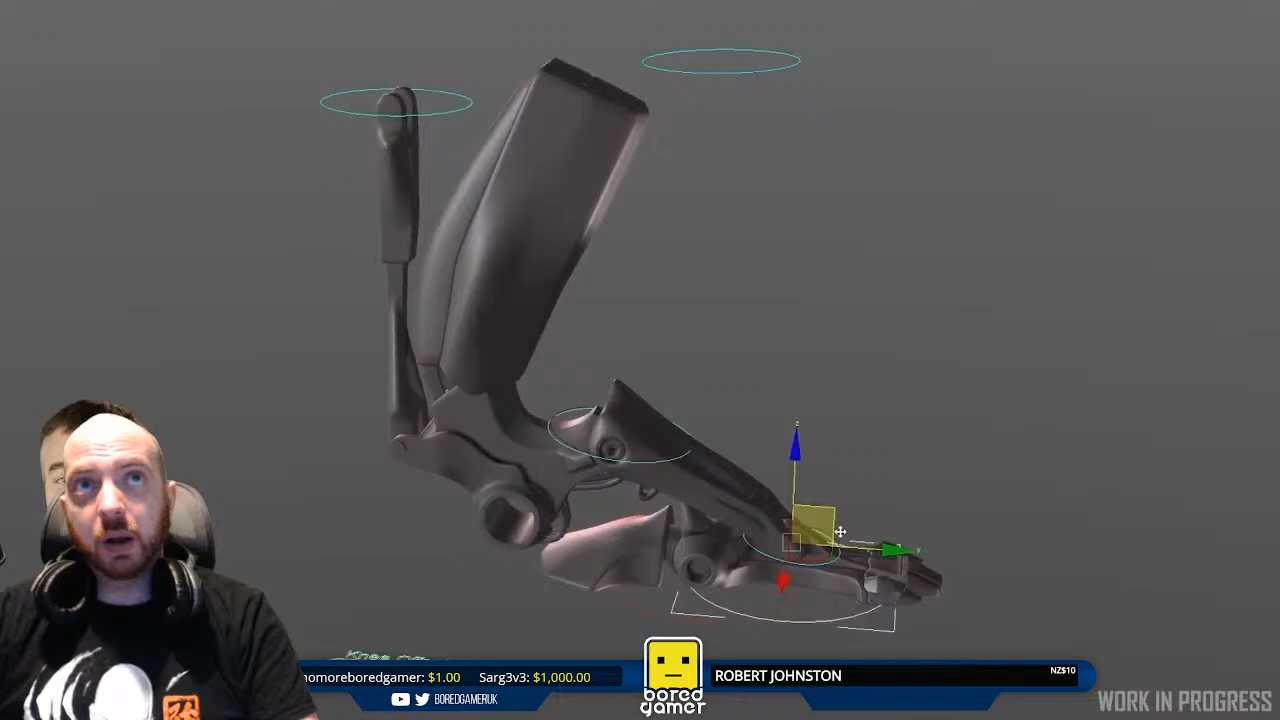 nomoreboredgamer: $1.00 Sarg3v3: $1,000.00
ROBERT JOHNSTON
NZ$10
BOREDGAMERUK
bored
gamer
WORK IN PROGRESS
z